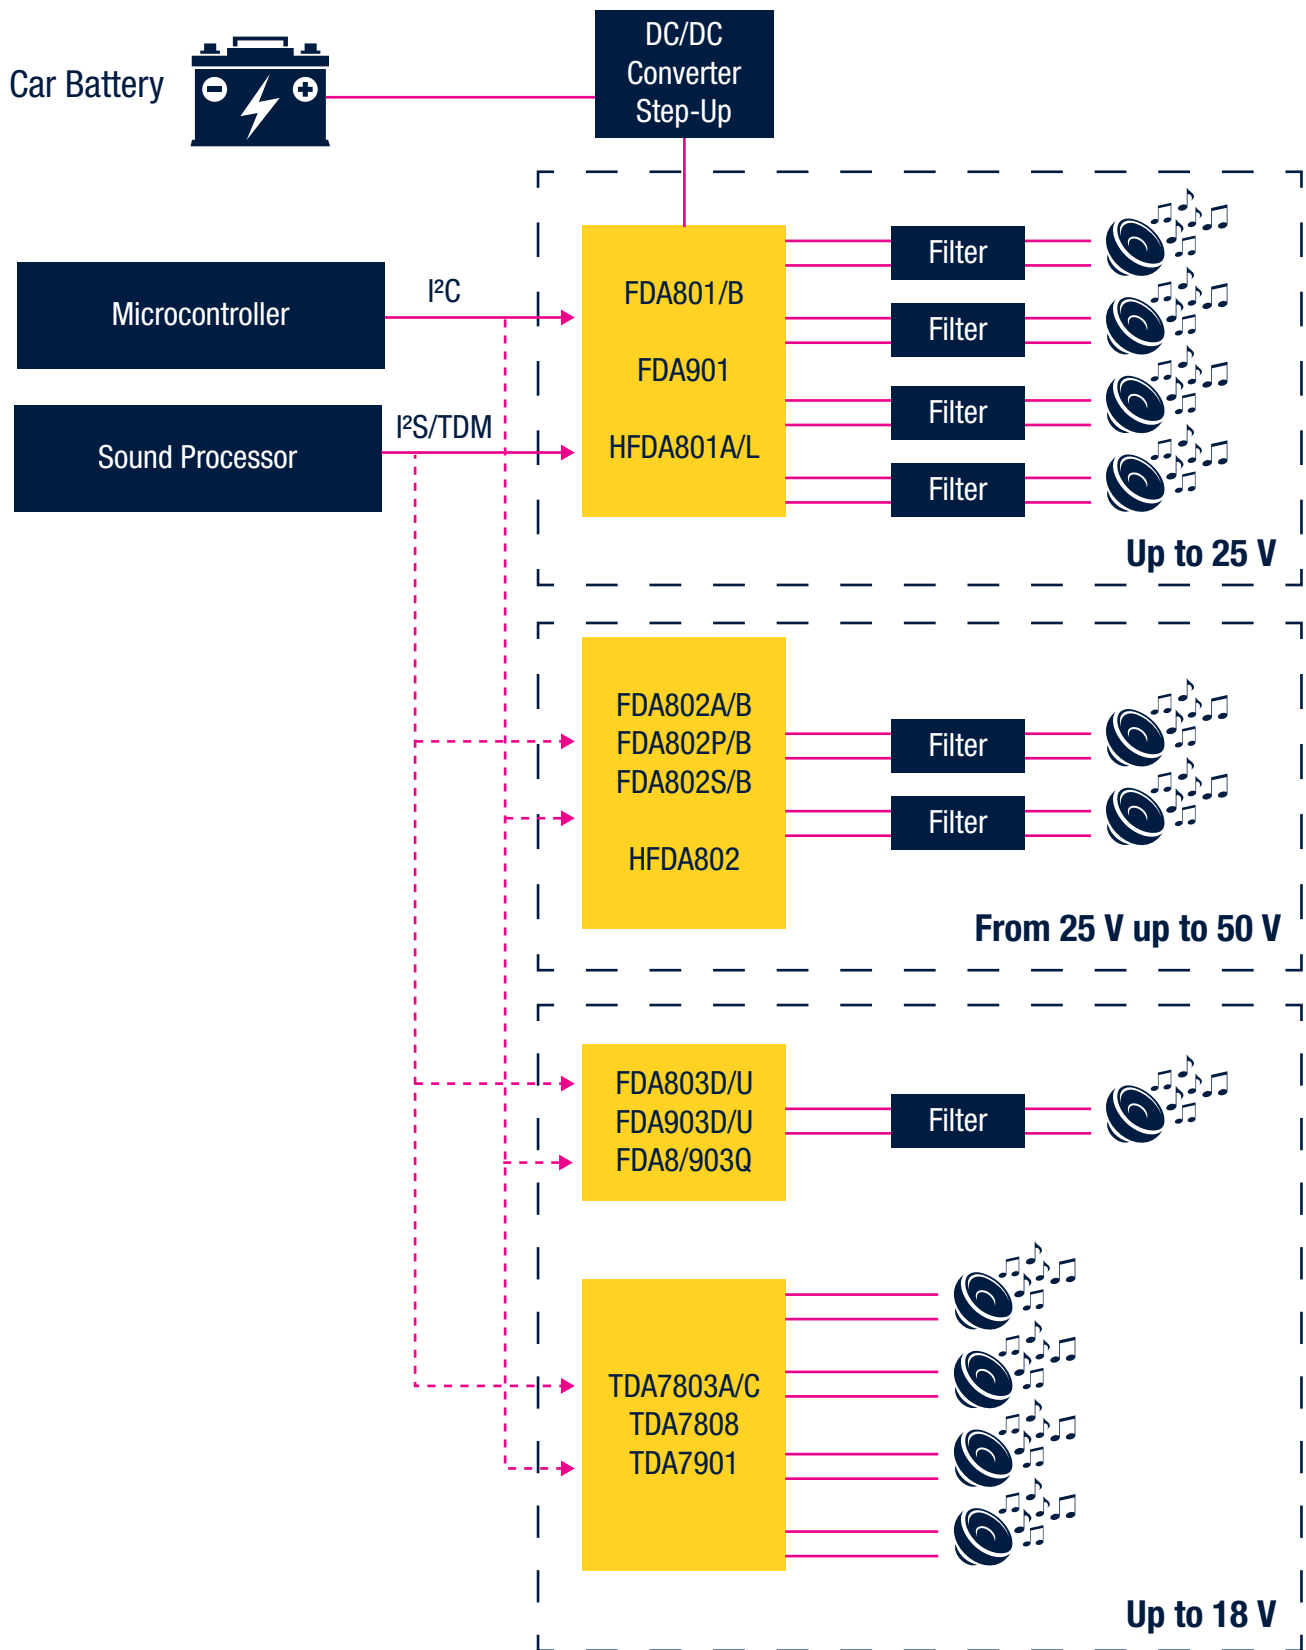 DC/DC
Converter
Step-Up
Car Battery
Microcontroller
I²C
Sound Processor
I²S/TDM
FDA801/B
FDA901
HFDA801A/L
Filter
Filter
Filter
Filter
Up to 25 V
FDA802A/B
FDA802P/B
FDA802S/B
HFDA802
Filter
Filter
From 25 V up to 50 V
FDA803D/U
FDA903D/U
FDA8/903Q
Filter
TDA7803A/C
TDA7808
TDA7901
Up to 18 V